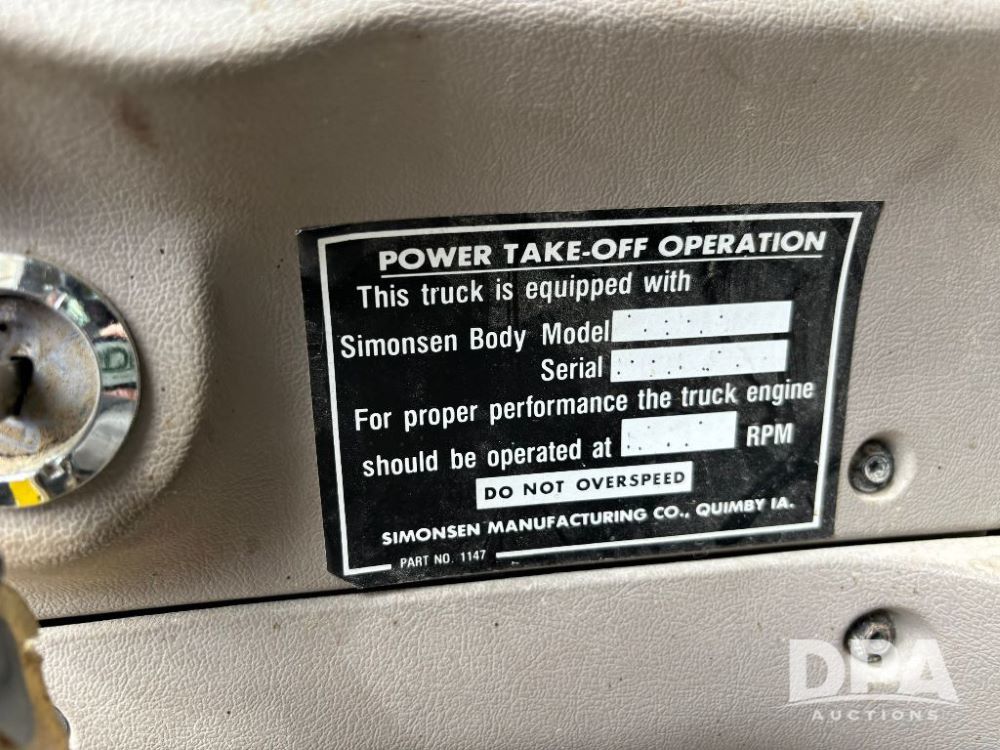 POWER TAKE-OFF OPERATION
This truck is equipped with
Simonsen Body Model
Serial
For proper performance the truck engine
should be operated at RPM
DO NOT OVERSPEED
SIMONSEN MANUFACTURING CO., QUIMBY IA.
PART NO. 1147
DPA
AUCTIONS